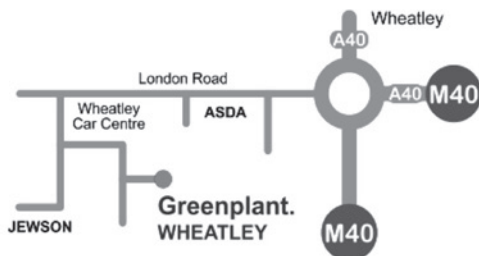 Wheatley
A40
London Road
A40
M40
Wheatley
Car Centre
ASDA
Greenplant.
WHEATLEY
JEWSON
M40